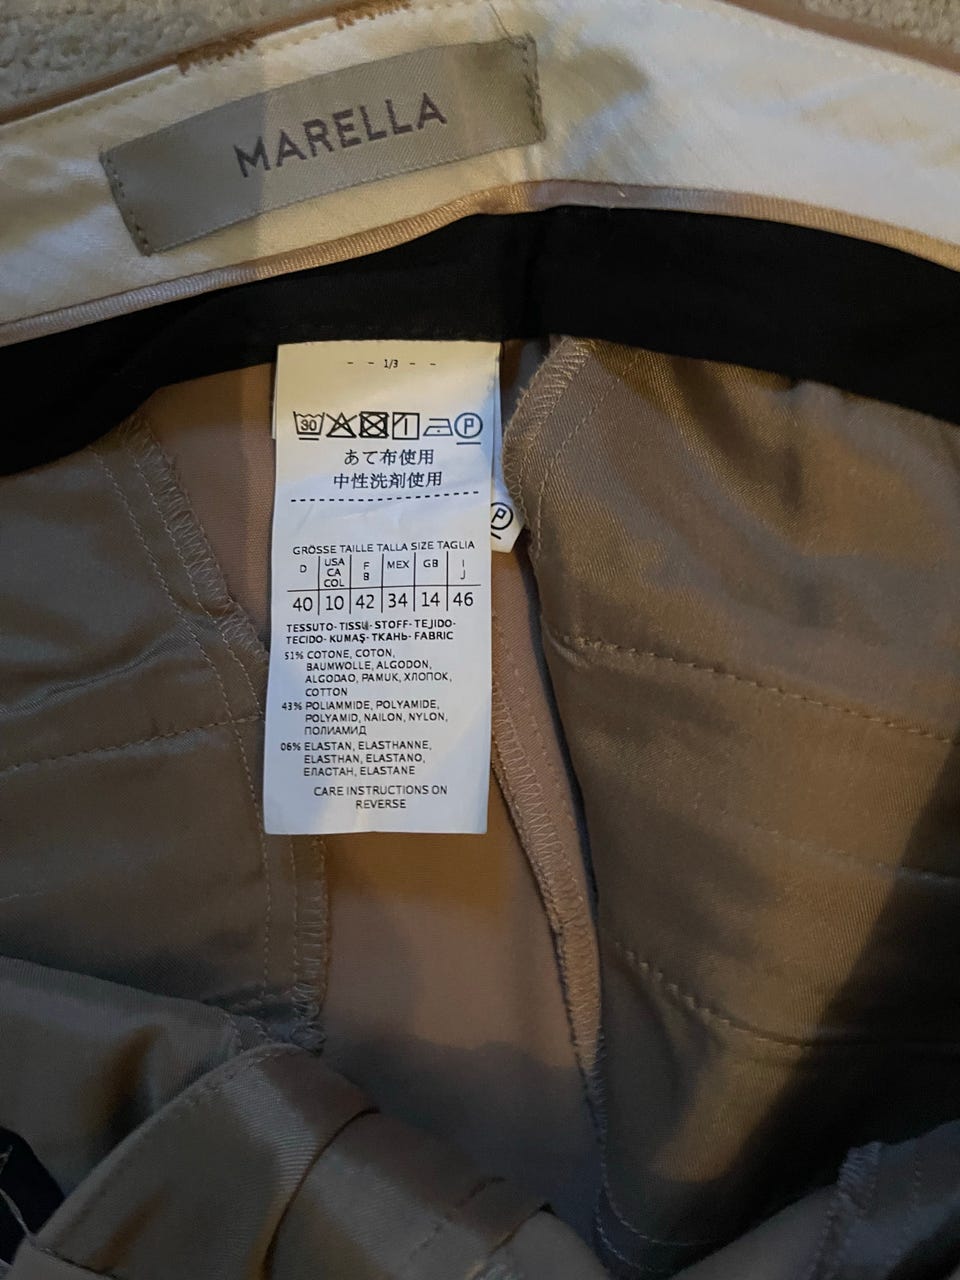 MARELLA
- - 1/3 - -
30 P
あて布使用
中性洗剤使用
P
GRÖSSE TAILLE TALLA SIZE TAGLIA
D USA CA COL F B MEX GB I J
40 10 42 34 14 46
TESSUTO- TISSU- STOFF- TEJIDO-
TECIDO- KUMAŞ- ТКАНЬ- FABRIC
51% COTONE, COTON,
BAUMWOLLE, ALGODON,
ALGODAO, PAMUK, ХЛОПОК,
COTTON
43% POLIAMMIDE, POLYAMIDE,
POLYAMID, NAILON, NYLON,
ПОЛИАМИД
06% ELASTAN, ELASTHANNE,
ELASTHAN, ELASTANO,
ЕЛАСТАН, ELASTANE
CARE INSTRUCTIONS ON
REVERSE